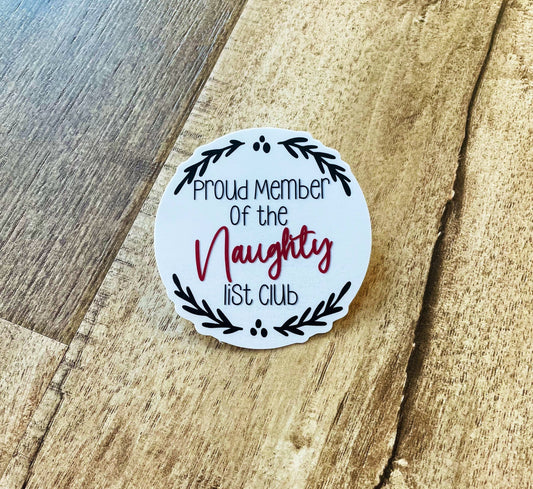 Proud Member
of the
Naughty
list club